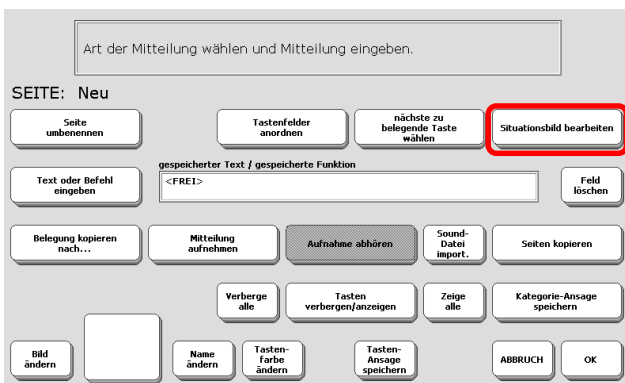 Art der Mitteilung wählen und Mitteilung eingeben.
SEITE: Neu
Seite
umbenennen
Tastenfelder
anordnen
nächste zu
belegende Taste
wählen
Situationsbild bearbeiten
Text oder Befehl
eingeben
gespeicherter Text / gespeicherte Funktion
<FREI>
Feld
löschen
Belegung kopieren
nach...
Mitteilung
aufnehmen
Aufnahme abhören
Sound-
Datei
import.
Seiten kopieren
Verberge
alle
Tasten
verbergen/anzeigen
Zeige
alle
Kategorie-Ansage
speichern
Bild
ändern
Name
ändern
Tasten-
farbe
ändern
Tasten-
Ansage
speichern
ABBRUCH
OK